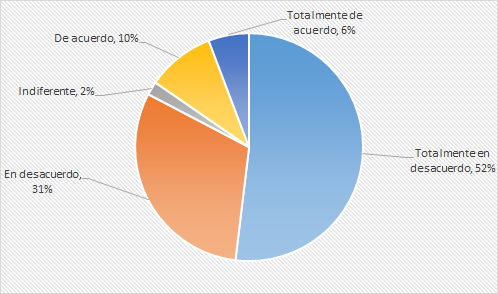 Totalmente de
acuerdo, 6%
De acuerdo, 10%
Indiferente, 2%
Totalmente en
desacuerdo, 52%
En desacuerdo,
31%